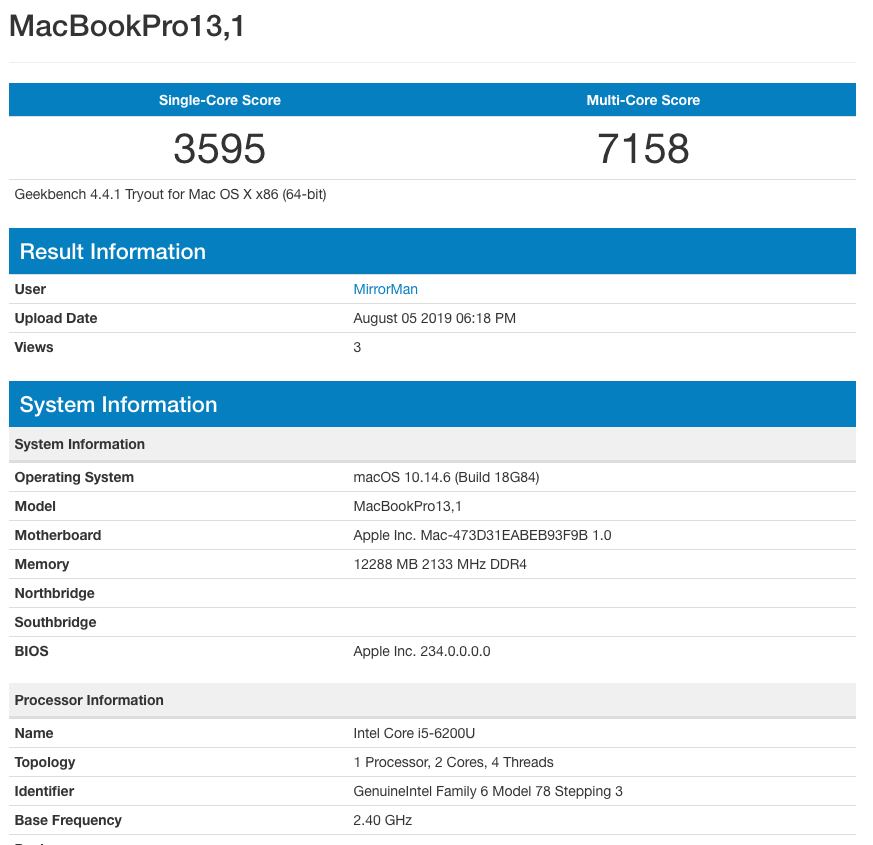 MacBookPro13,1
Single-Core Score Multi-Core Score
3595 7158
Geekbench 4.4.1 Tryout for Mac OS X x86 (64-bit)
Result Information
User MirrorMan
Upload Date August 05 2019 06:18 PM
Views 3
System Information
System Information
Operating System macOS 10.14.6 (Build 18G84)
Model MacBookPro13,1
Motherboard Apple Inc. Mac-473D31EABEB93F9B 1.0
Memory 12288 MB 2133 MHz DDR4
Northbridge
Southbridge
BIOS Apple Inc. 234.0.0.0.0
Processor Information
Name Intel Core i5-6200U
Topology 1 Processor, 2 Cores, 4 Threads
Identifier GenuineIntel Family 6 Model 78 Stepping 3
Base Frequency 2.40 GHz